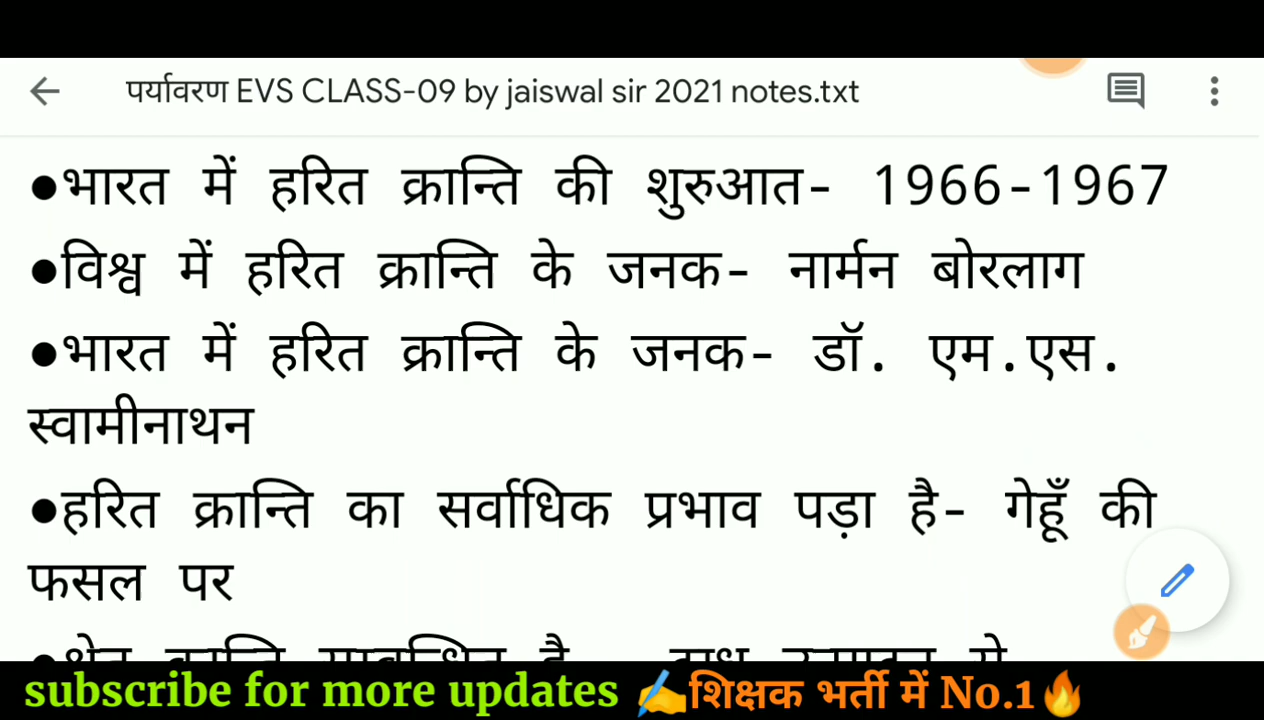 पर्यावरण EVS CLASS-09 by jaiswal sir 2021 notes.txt
●भारत में हरित क्रान्ति की शुरुआत- 1966-1967
●विश्व में हरित क्रान्ति के जनक- नार्मन बोरलाग
●भारत में हरित क्रान्ति के जनक- डॉ. एम.एस.
स्वामीनाथन
●हरित क्रान्ति का सर्वाधिक प्रभाव पड़ा है- गेहूँ की
फसल पर
subscribe for more updates ✍️शिक्षक भर्ती में No.1🔥